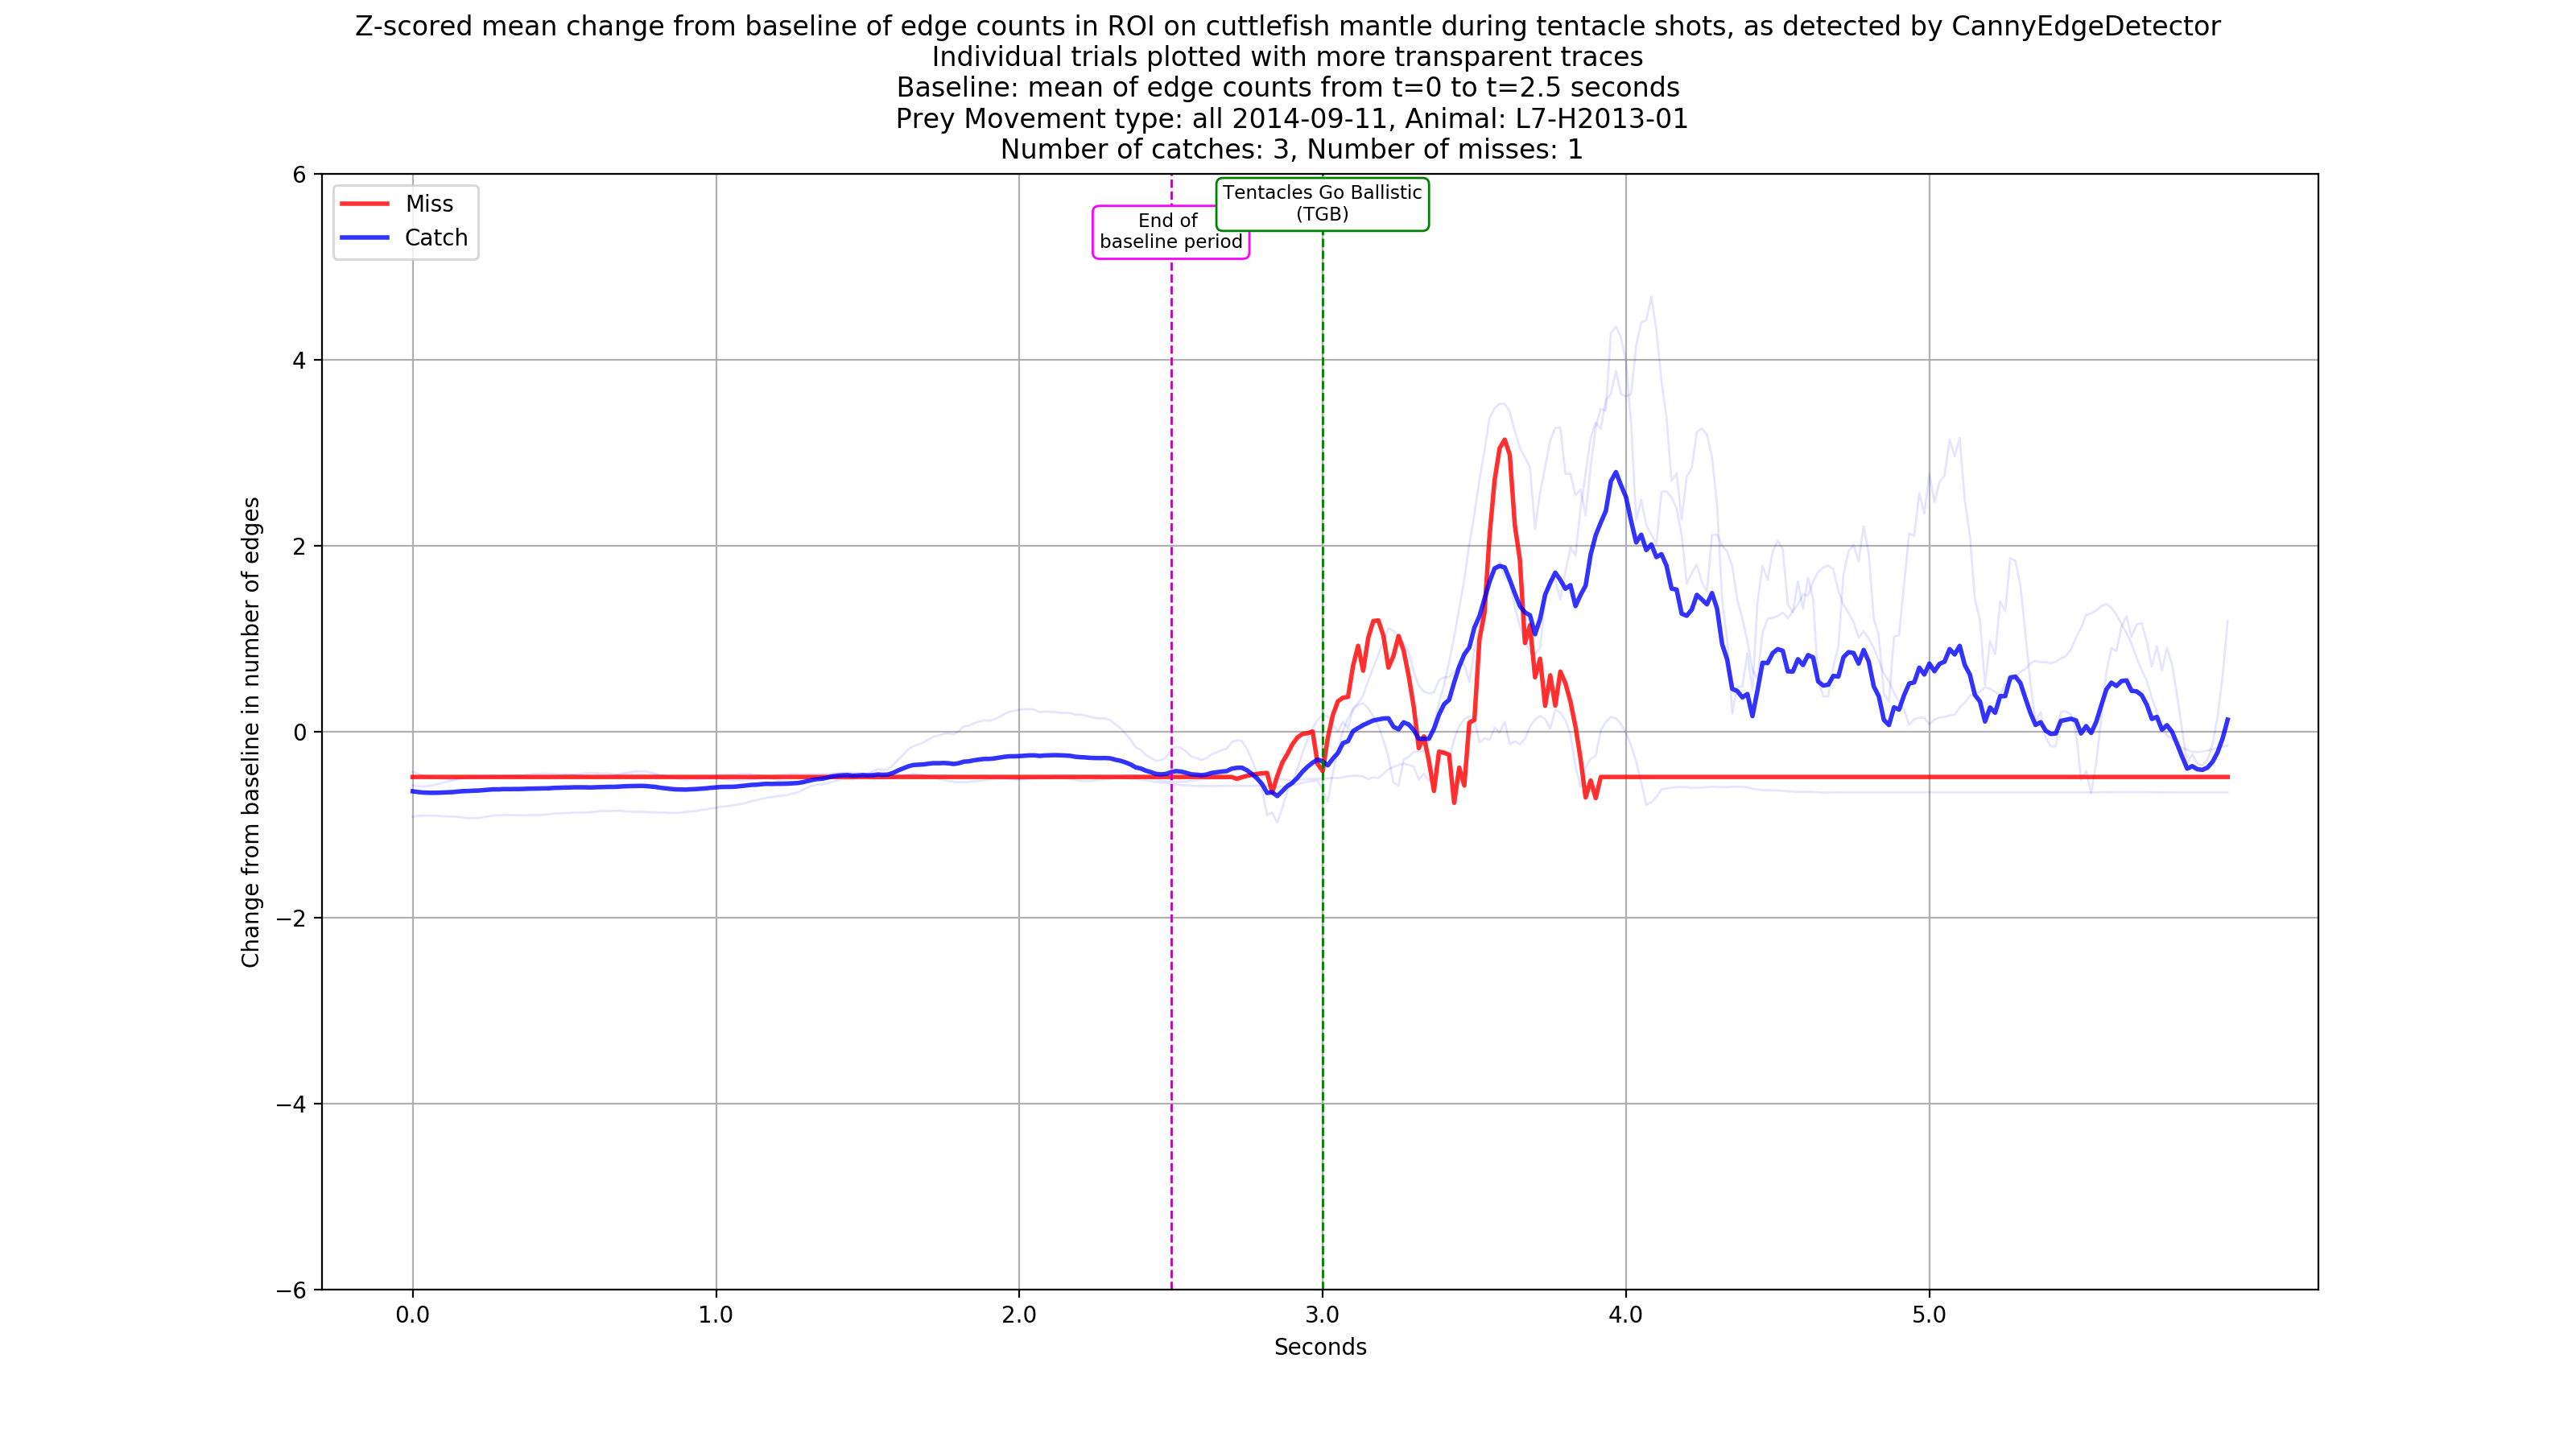 Z-scored mean change from baseline of edge counts in ROI on cuttlefish mantle during tentacle shots, as detected by CannyEdgeDetector
Individual trials plotted with more transparent traces
Baseline: mean of edge counts from t=0 to t=2.5 seconds
Prey Movement type: all 2014-09-11, Animal: L7-H2013-01
Number of catches: 3, Number of misses: 1
Miss
Catch
End of
baseline period
Tentacles Go Ballistic
(TGB)
Change from baseline in number of edges
6
4
2
0
−2
−4
−6
0.0
1.0
2.0
3.0
4.0
5.0
Seconds